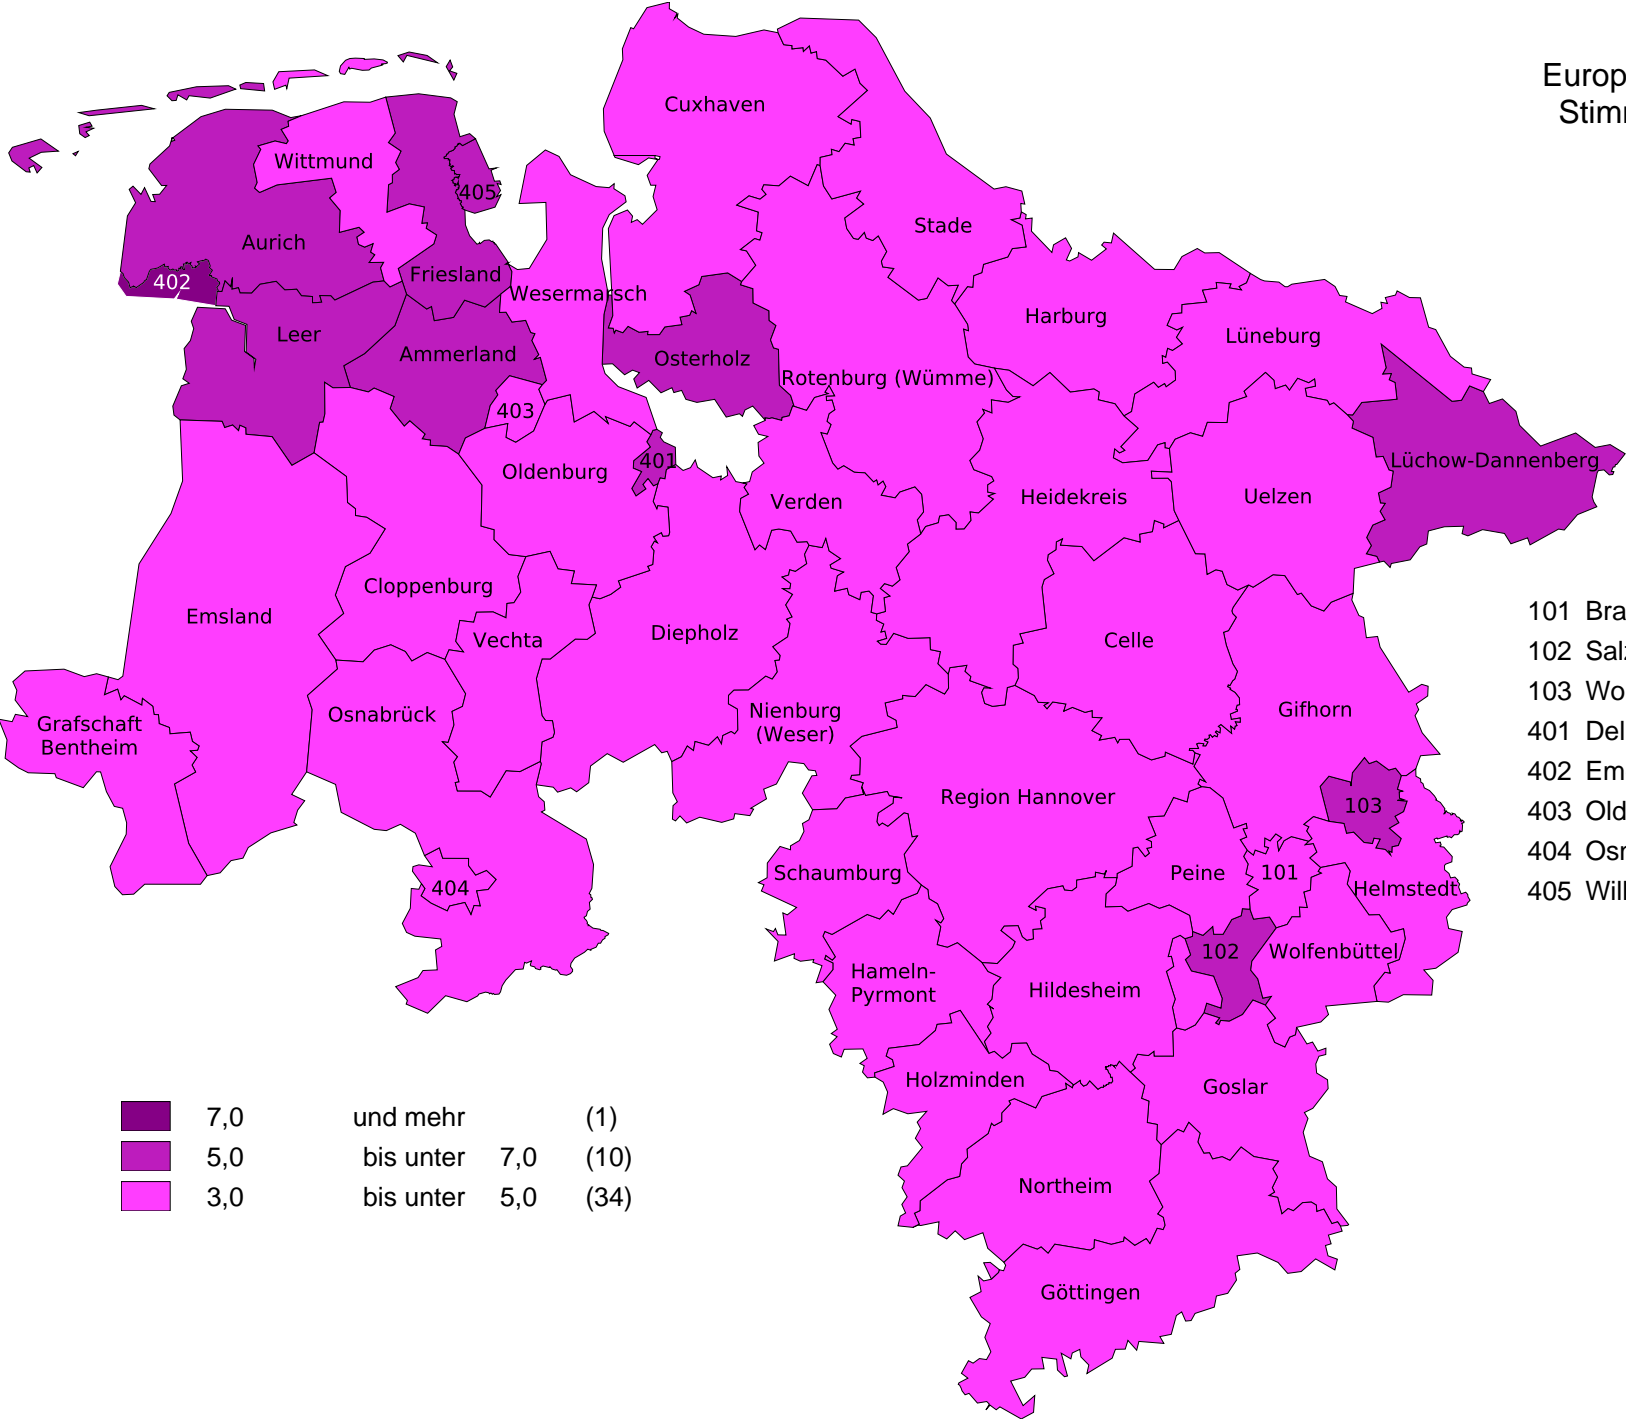 Europ
Stimm
Cuxhaven
Wittmund
405
Stade
Aurich
Friesland
402
Wesermarsch
Harburg
Leer
Lüneburg
Ammerland
Osterholz
Rotenburg (Wümme)
403
401
Lüchow-Dannenberg
Oldenburg
Verden
Heidekreis
Uelzen
Cloppenburg
Emsland
101 Bra
Vechta
Diepholz
Celle
102 Salz
103 Wo
Grafschaft
Bentheim
Osnabrück
Nienburg
(Weser)
Gifhorn
401 Del
402 Em
Region Hannover
103
403 Old
404 Osn
Schaumburg
Peine
101
404
Helmstedt
405 Will
102
Wolfenbüttel
Hameln-
Pyrmont
Hildesheim
Holzminden
Goslar
7,0 und mehr (1)
5,0 bis unter 7,0 (10)
3,0 bis unter 5,0 (34)
Northeim
Göttingen